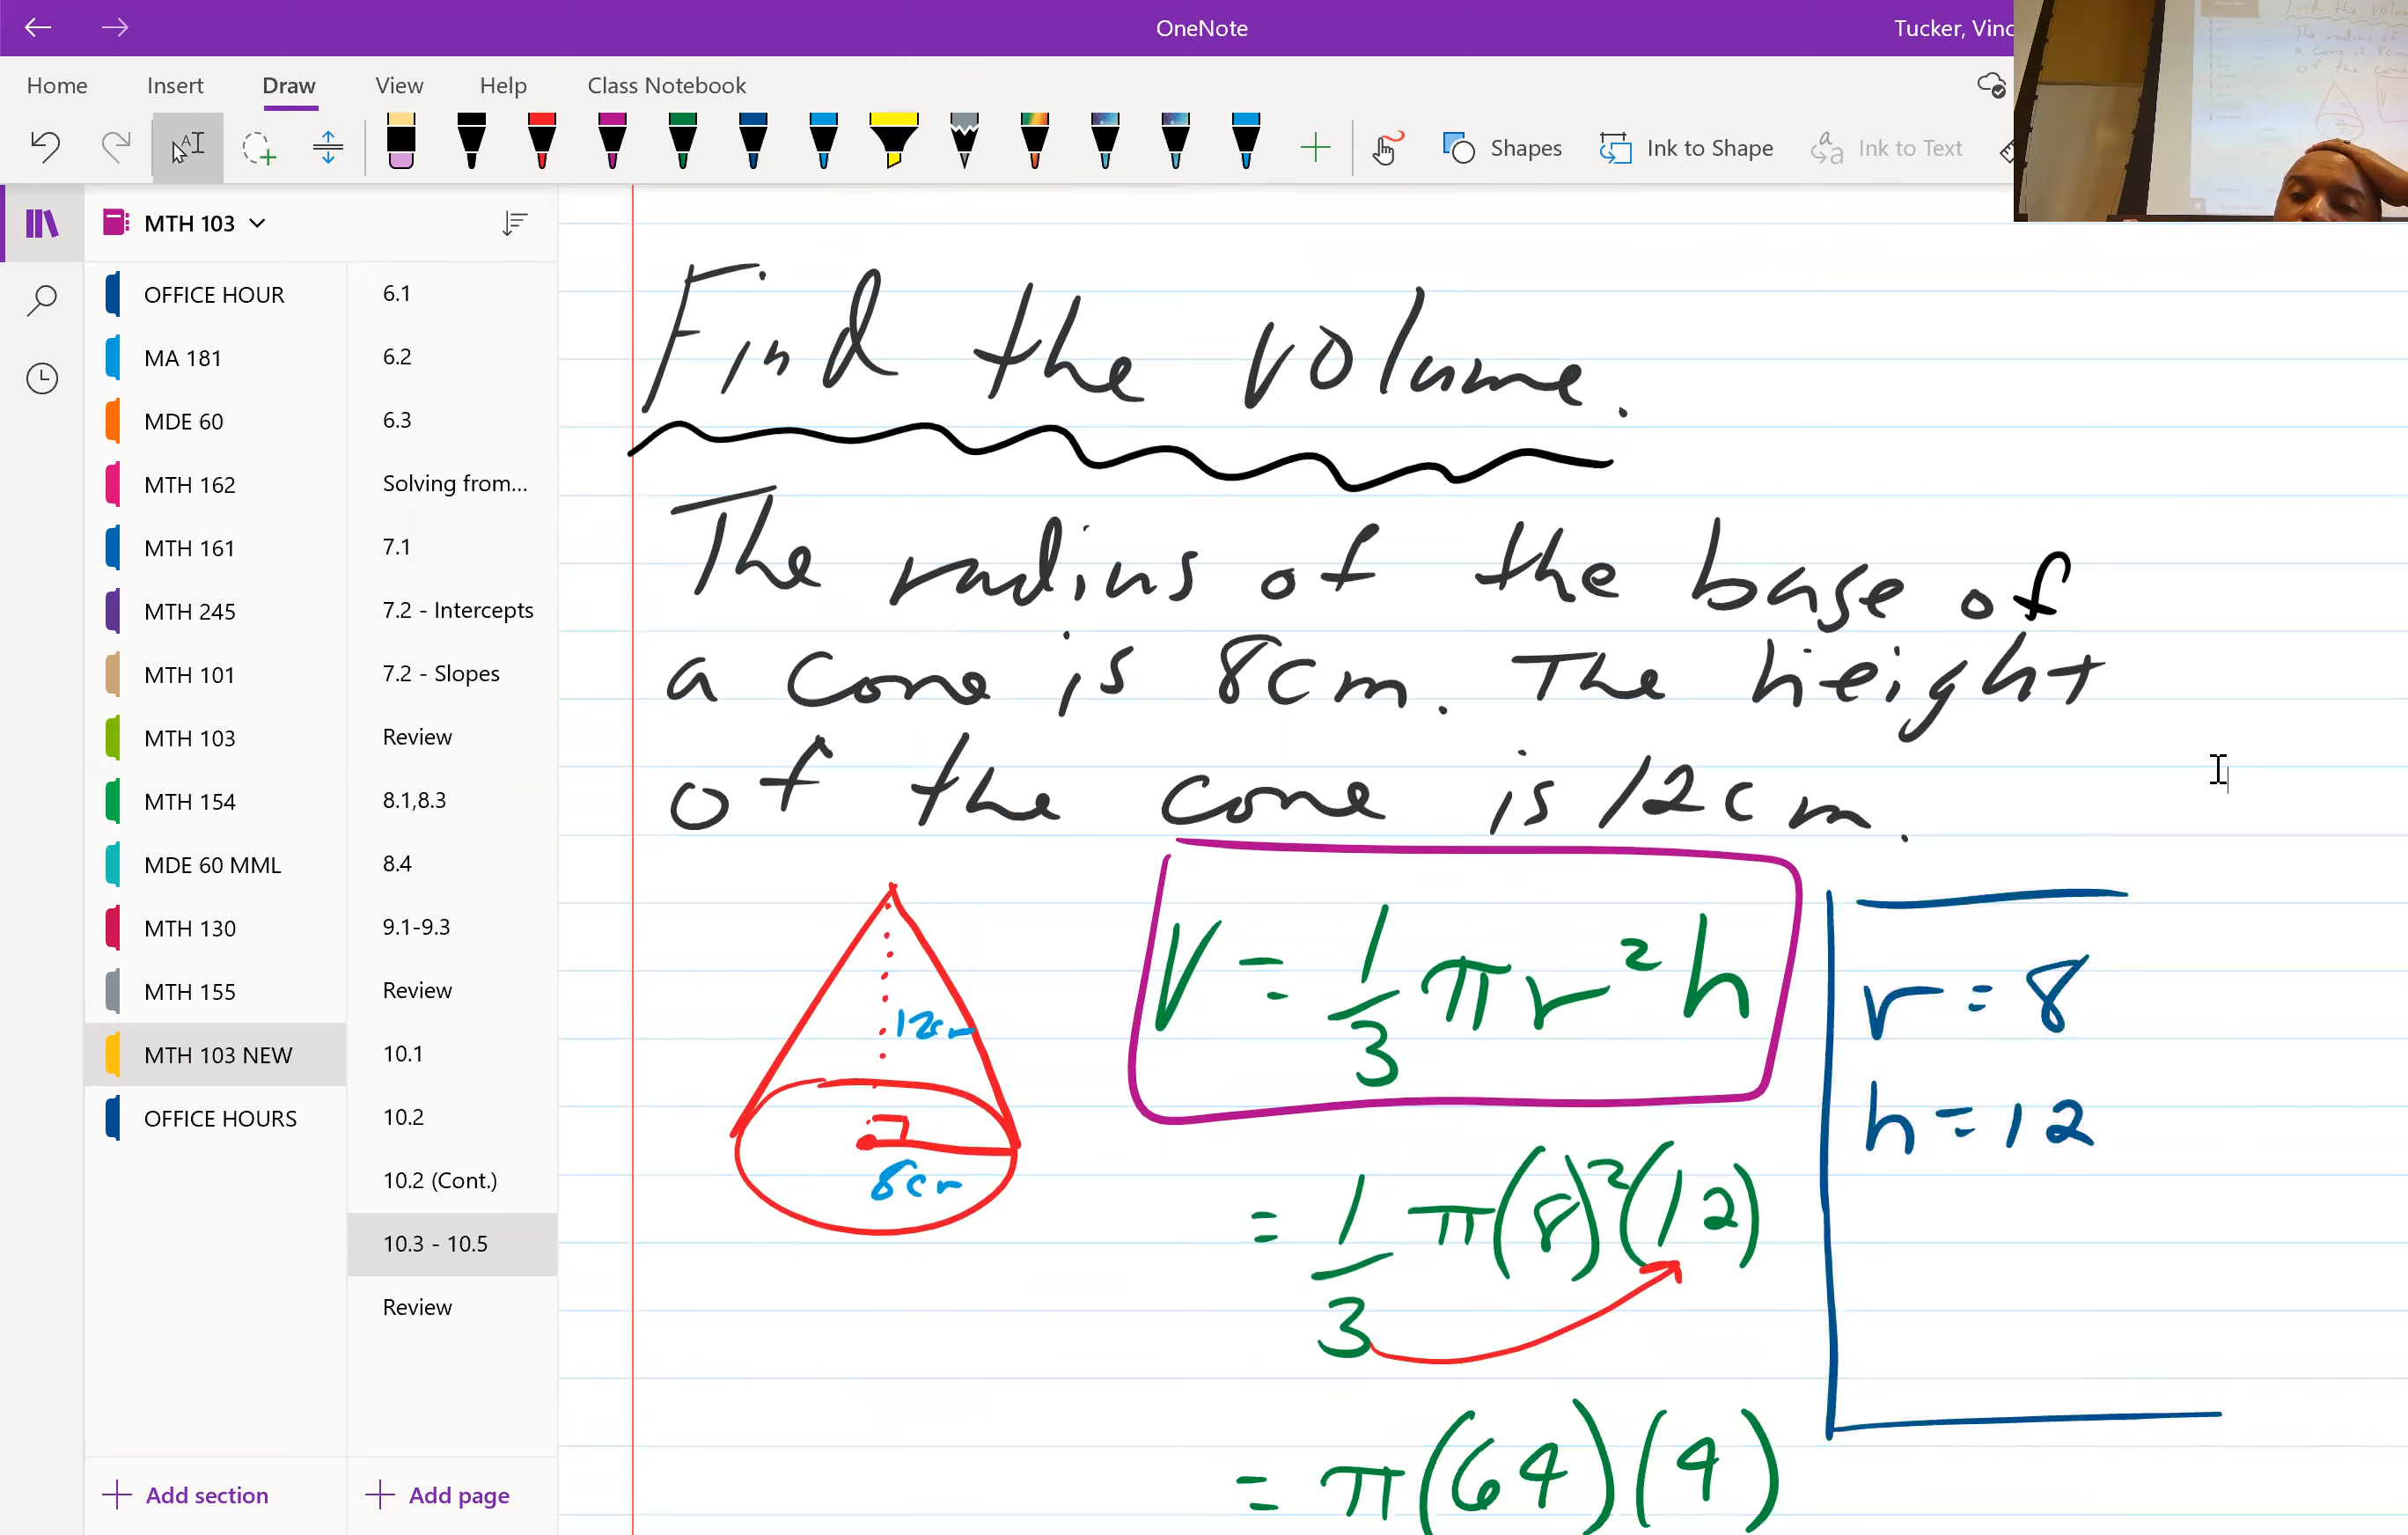 OneNote
Tucker, Vinc
Home Insert Draw View Help Class Notebook
Shapes Ink to Shape Ink to Text
MTH 103
OFFICE HOUR
MA 181
MDE 60
MTH 162
MTH 161
MTH 245
MTH 101
MTH 103
MTH 154
MDE 60 MML
MTH 130
MTH 155
MTH 103 NEW
OFFICE HOURS
Add section
6.1
6.2
6.3
Solving from...
7.1
7.2 - Intercepts
7.2 - Slopes
Review
8.1,8.3
8.4
9.1-9.3
Review
10.1
10.2
10.2 (Cont.)
10.3 - 10.5
Review
Add page
Find the volume.
The radius of the base of
a cone is 8cm. The height
of the cone is 12cm.
12cm
8cm
V = 1/3 πr²h
= 1/3 π(8)²(12)
= π(64)(4)
r = 8
h = 12